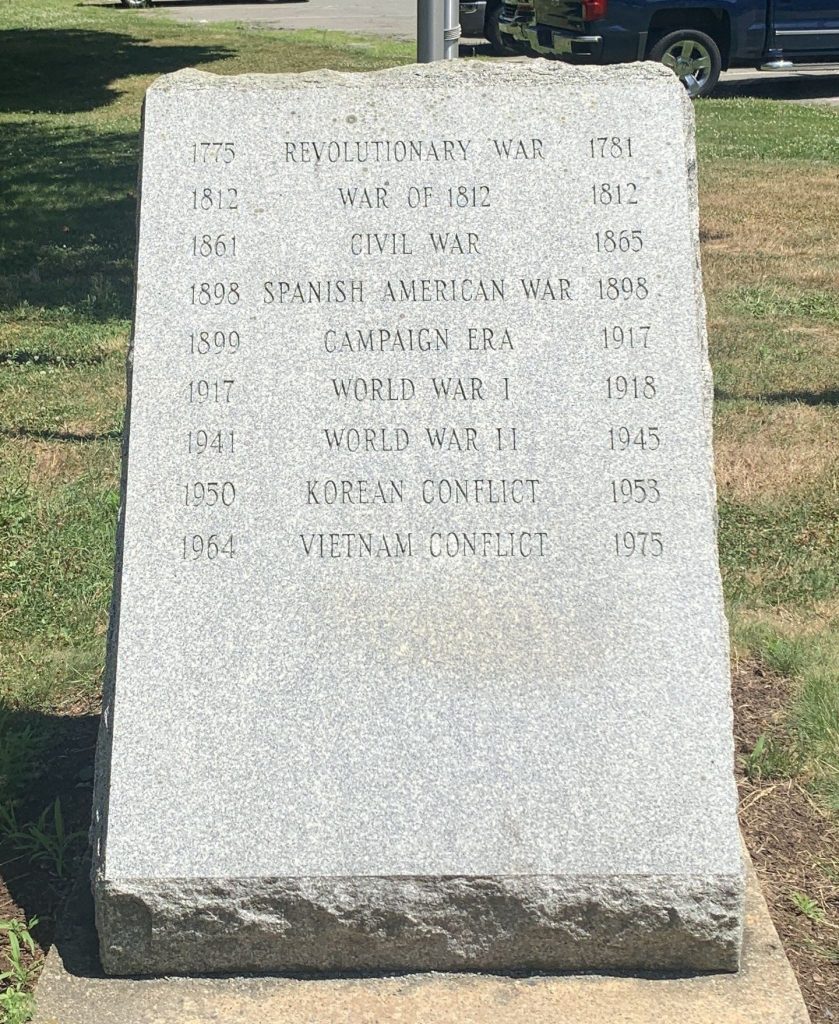 1775 REVOLUTIONARY WAR 1781
1812 WAR OF 1812 1812
1861 CIVIL WAR 1865
1898 SPANISH AMERICAN WAR 1898
1899 CAMPAIGN ERA 1917
1917 WORLD WAR I 1918
1941 WORLD WAR II 1945
1950 KOREAN CONFLICT 1953
1964 VIETNAM CONFLICT 1975